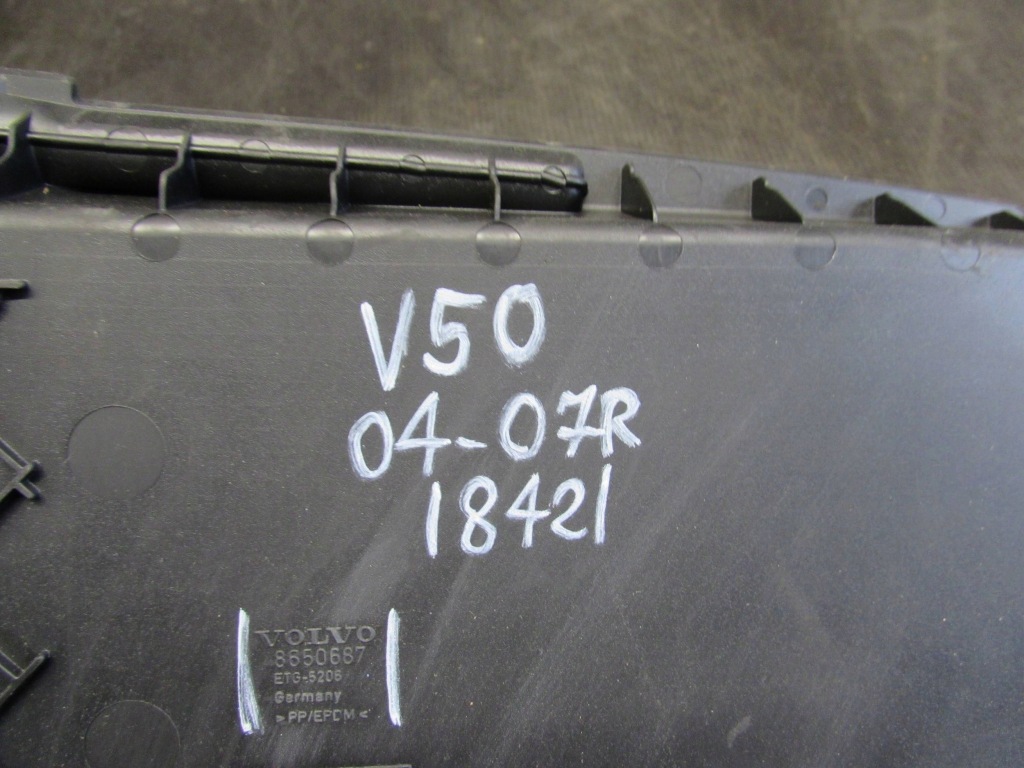 V50
04-07R
18421
VOLVO
8650687
ETG-5206
Germany
>PP/EPDM<